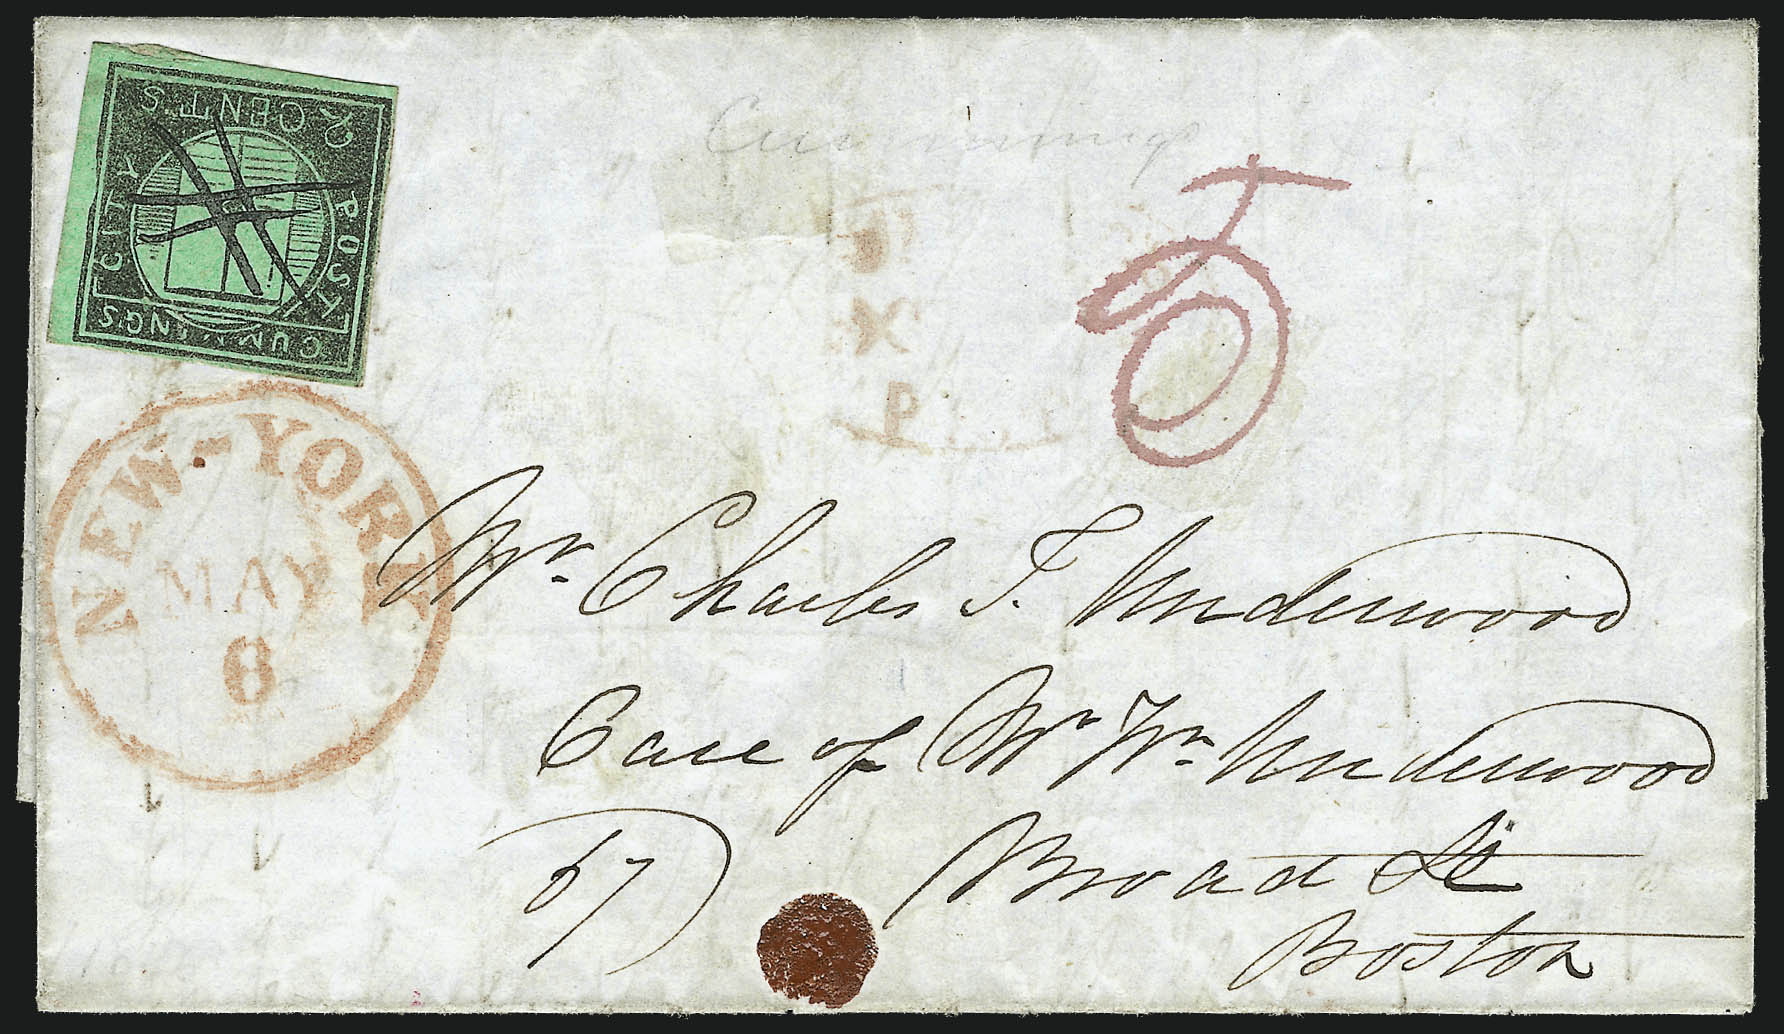 2 CENTS
CITY
POST
CUMMINGS
Cummings
5
NEW-YORK
MAY
6
Mr. Charles T. Underwood
Care of Mr Wm Underwood
67 Broad St
Boston